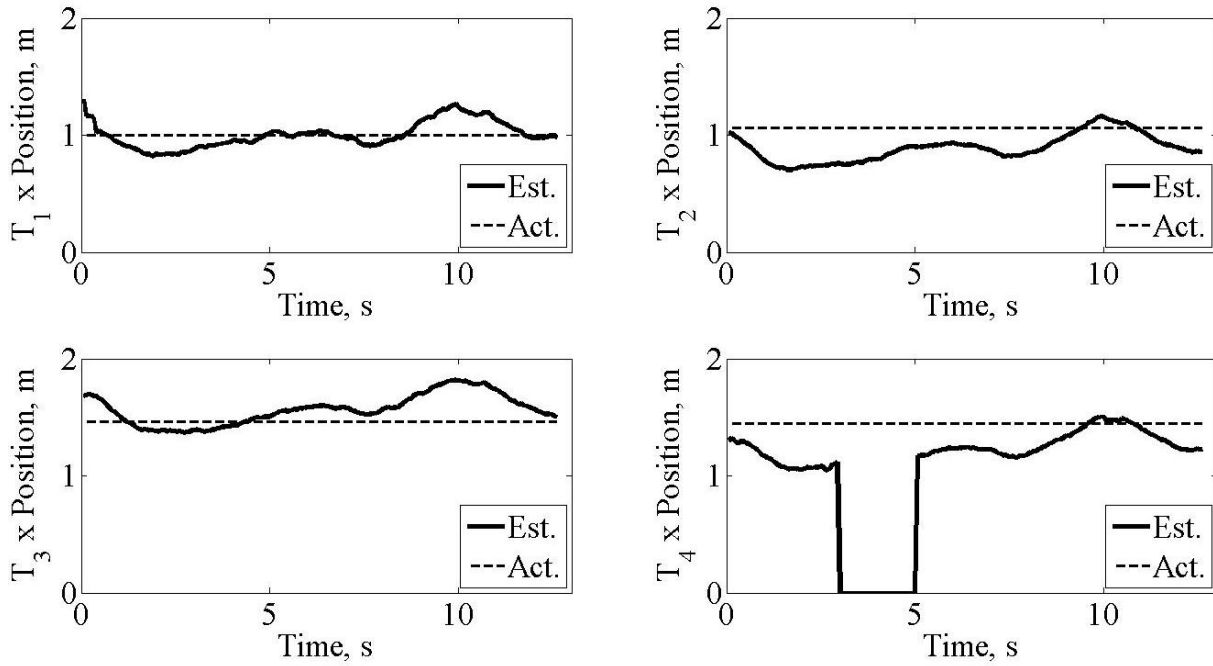 2
1
0
T1 x Position, m
Est.
Act.
0 5 10
Time, s
2
1
0
T2 x Position, m
Est.
Act.
0 5 10
Time, s
2
1
0
T3 x Position, m
Est.
Act.
0 5 10
Time, s
2
1
0
T4 x Position, m
Est.
Act.
0 5 10
Time, s